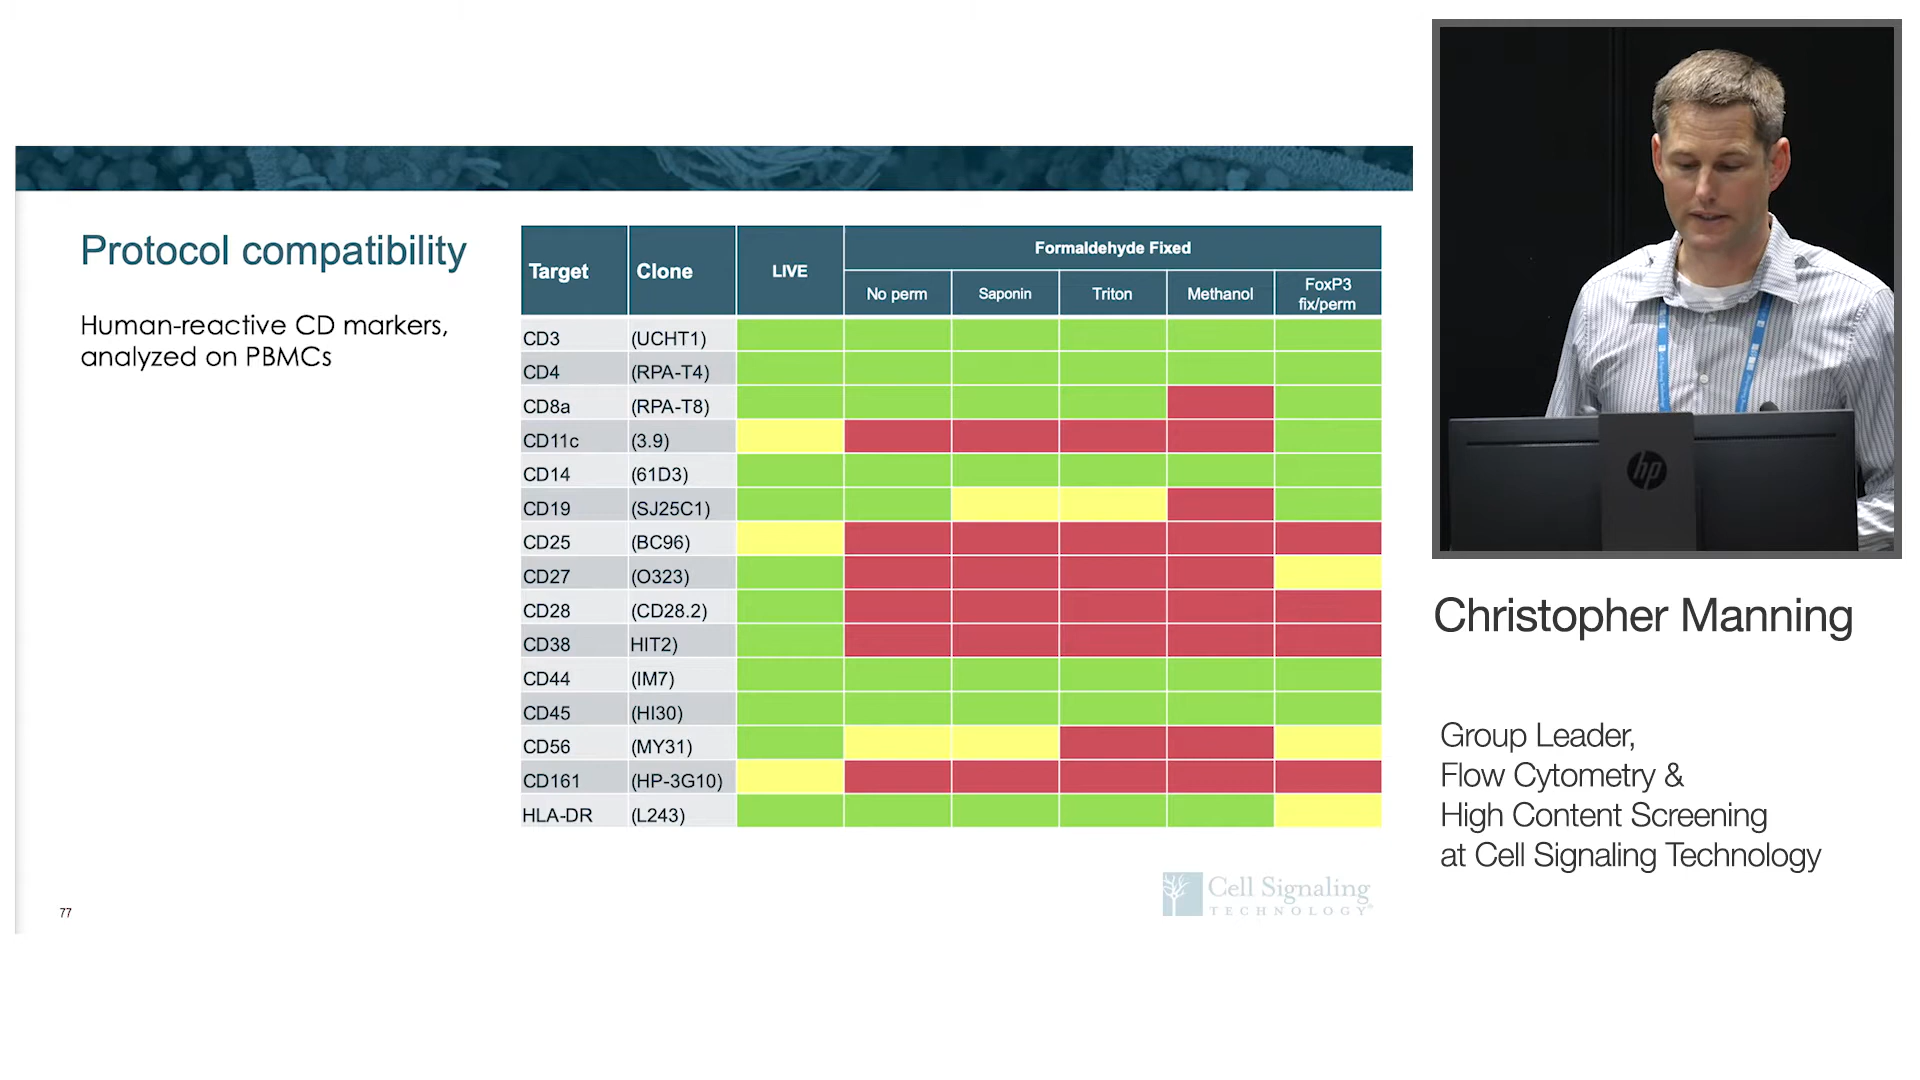 Protocol compatibility
Human-reactive CD markers,
analyzed on PBMCs
Target Clone LIVE Formaldehyde Fixed
No perm Saponin Triton Methanol FoxP3 fix/perm
CD3 (UCHT1)
CD4 (RPA-T4)
CD8a (RPA-T8)
CD11c (3.9)
CD14 (61D3)
CD19 (SJ25C1)
CD25 (BC96)
CD27 (O323)
CD28 (CD28.2)
CD38 HIT2)
CD44 (IM7)
CD45 (HI30)
CD56 (MY31)
CD161 (HP-3G10)
HLA-DR (L243)
Cell Signaling
TECHNOLOGY®
77
hp
Christopher Manning
Group Leader,
Flow Cytometry &
High Content Screening
at Cell Signaling Technology